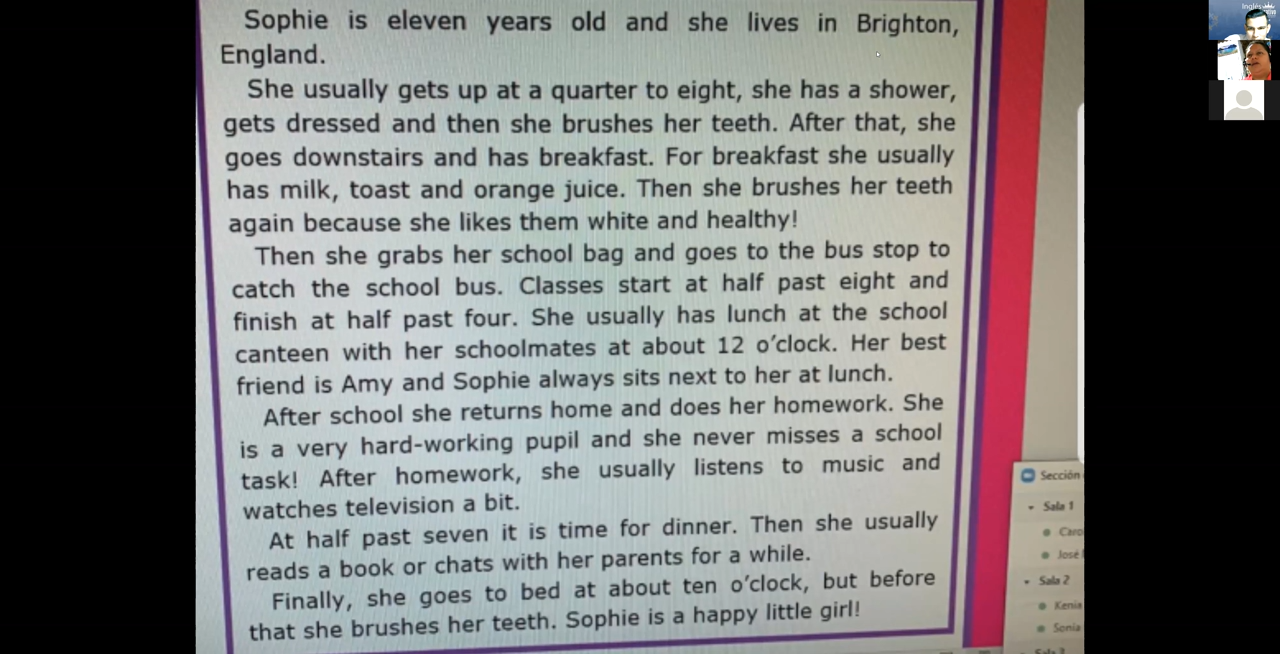 Sophie is eleven years old and she lives in Brighton,
England.
She usually gets up at a quarter to eight, she has a shower,
gets dressed and then she brushes her teeth. After that, she
goes downstairs and has breakfast. For breakfast she usually
has milk, toast and orange juice. Then she brushes her teeth
again because she likes them white and healthy!
Then she grabs her school bag and goes to the bus stop to
catch the school bus. Classes start at half past eight and
finish at half past four. She usually has lunch at the school
canteen with her schoolmates at about 12 o’clock. Her best
friend is Amy and Sophie always sits next to her at lunch.
After school she returns home and does her homework. She
is a very hard-working pupil and she never misses a school
task! After homework, she usually listens to music and
watches television a bit.
At half past seven it is time for dinner. Then she usually
reads a book or chats with her parents for a while.
Finally, she goes to bed at about ten o’clock, but before
that she brushes her teeth. Sophie is a happy little girl!
Inglés
Sección
Sala 1
Caro
José
Sala 2
Kenia
Sonia